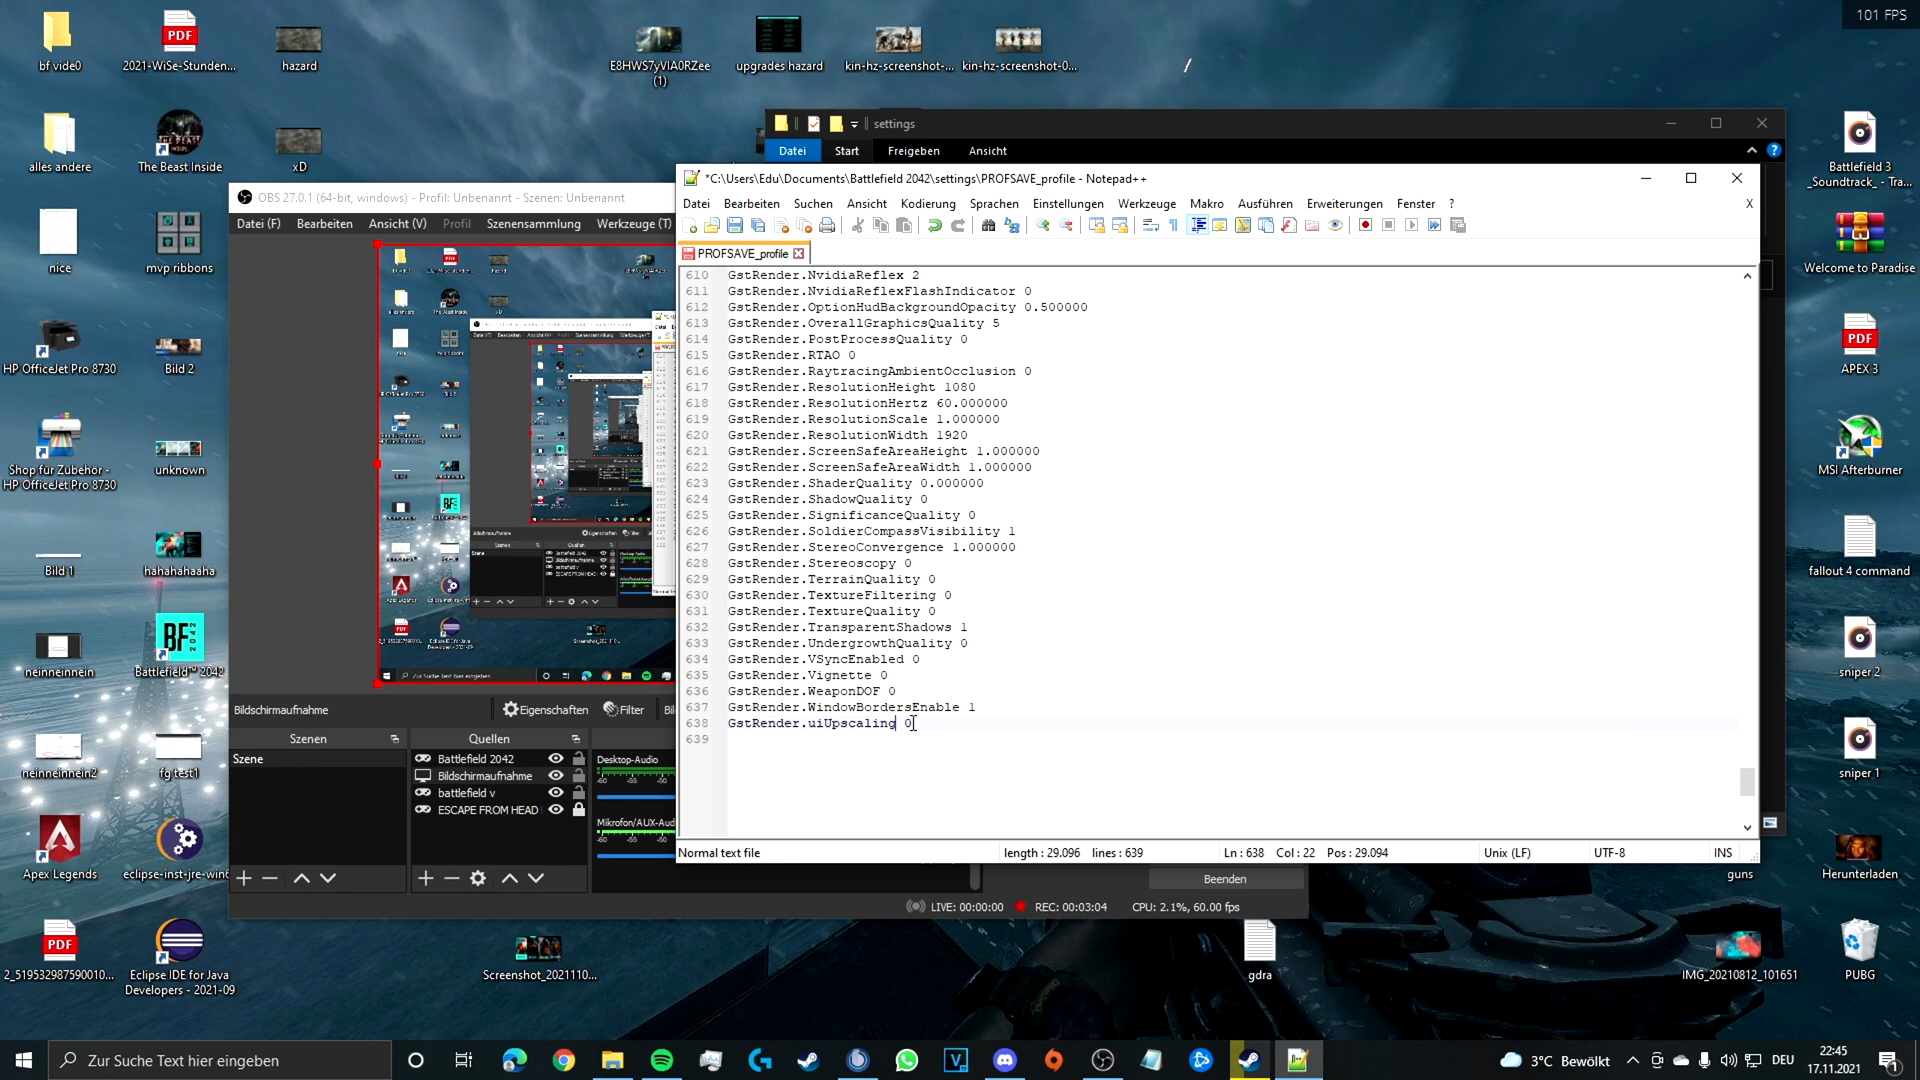 101 FPS
bf vide0
2021-WiSe-Stunden...
hazard
E8HWS7yVIA0RZee
(1)
upgrades hazard
kin-hz-screenshot-...
kin-hz-screenshot-0...
alles andere
The Beast Inside
xD
Battlefield 3
_Soundtrack_ - Tra...
nice
mvp ribbons
Welcome to Paradise
HP OfficeJet Pro 8730
Bild 2
APEX 3
Shop für Zubehör -
HP OfficeJet Pro 8730
unknown
MSI Afterburner
Bild 1
hahahahaaha
fallout 4 command
neinneinnein
Battlefield™ 2042
sniper 2
neinneinnein2
fg test1
sniper 1
Apex Legends
eclipse-inst-jre-win6
guns
Herunterladen
2_519532987590010...
Eclipse IDE for Java
Developers - 2021-09
Screenshot_2021110...
gdra
IMG_20210812_101651
PUBG
settings
Datei Start Freigeben Ansicht
OBS 27.0.1 (64-bit, windows) - Profil: Unbenannt - Szenen: Unbenannt
Datei (F) Bearbeiten Ansicht (V) Profil Szenensammlung Werkzeuge (T)
Bildschirmaufnahme
Eigenschaften Filter
Szenen Quellen
Szene
Battlefield 2042
Bildschirmaufnahme
battlefield v
ESCAPE FROM HEAD
Desktop-Audio
Mikrofon/AUX-Aud
Beenden
LIVE: 00:00:00 REC: 00:03:04 CPU: 2.1%, 60.00 fps
*C:\Users\Edu\Documents\Battlefield 2042\settings\PROFSAVE_profile - Notepad++
Datei Bearbeiten Suchen Ansicht Kodierung Sprachen Einstellungen Werkzeuge Makro Ausführen Erweiterungen Fenster ? X
PROFSAVE_profile
610 GstRender.NvidiaReflex 2
611 GstRender.NvidiaReflexFlashIndicator 0
612 GstRender.OptionHudBackgroundOpacity 0.500000
613 GstRender.OverallGraphicsQuality 5
614 GstRender.PostProcessQuality 0
615 GstRender.RTAO 0
616 GstRender.RaytracingAmbientOcclusion 0
617 GstRender.ResolutionHeight 1080
618 GstRender.ResolutionHertz 60.000000
619 GstRender.ResolutionScale 1.000000
620 GstRender.ResolutionWidth 1920
621 GstRender.ScreenSafeAreaHeight 1.000000
622 GstRender.ScreenSafeAreaWidth 1.000000
623 GstRender.ShaderQuality 0.000000
624 GstRender.ShadowQuality 0
625 GstRender.SignificanceQuality 0
626 GstRender.SoldierCompassVisibility 1
627 GstRender.StereoConvergence 1.000000
628 GstRender.Stereoscopy 0
629 GstRender.TerrainQuality 0
630 GstRender.TextureFiltering 0
631 GstRender.TextureQuality 0
632 GstRender.TransparentShadows 1
633 GstRender.UndergrowthQuality 0
634 GstRender.VSyncEnabled 0
635 GstRender.Vignette 0
636 GstRender.WeaponDOF 0
637 GstRender.WindowBordersEnable 1
638 GstRender.uiUpscaling 0
639
Normal text file length : 29.096 lines : 639 Ln : 638 Col : 22 Pos : 29.094 Unix (LF) UTF-8 INS
Zur Suche Text hier eingeben
3°C Bewölkt DEU 22:45
17.11.2021